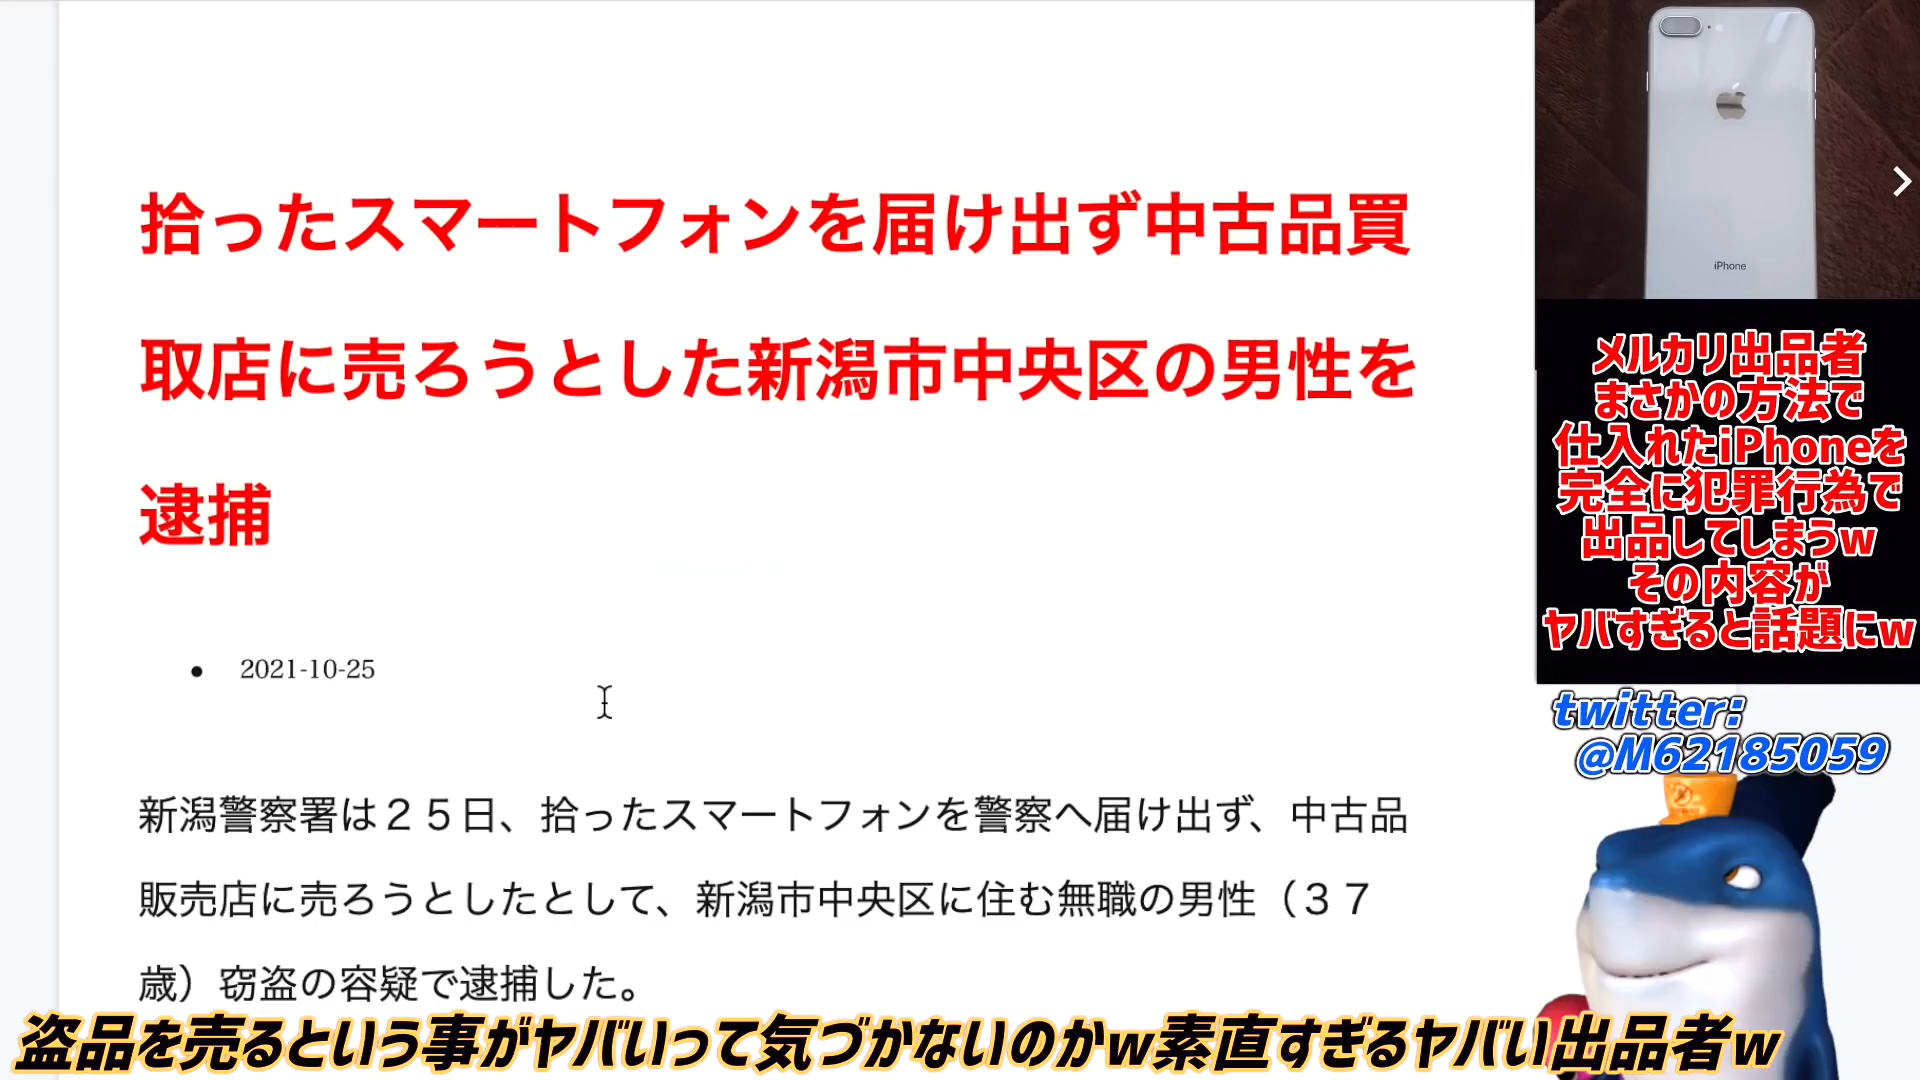 拾ったスマートフォンを届け出ず中古品買
取店に売ろうとした新潟市中央区の男性を
逮捕
2021-10-25
新潟警察署は２５日、拾ったスマートフォンを警察へ届け出ず、中古品
販売店に売ろうとしたとして、新潟市中央区に住む無職の男性（３７
歳）窃盗の容疑で逮捕した。
iPhone
メルカリ出品者
まさかの方法で
仕入れたiPhoneを
完全に犯罪行為で
出品してしまうw
その内容が
ヤバすぎると話題にw
twitter:
@M62185059
盗品を売るという事がヤバいって気づかないのかw素直すぎるヤバい出品者w